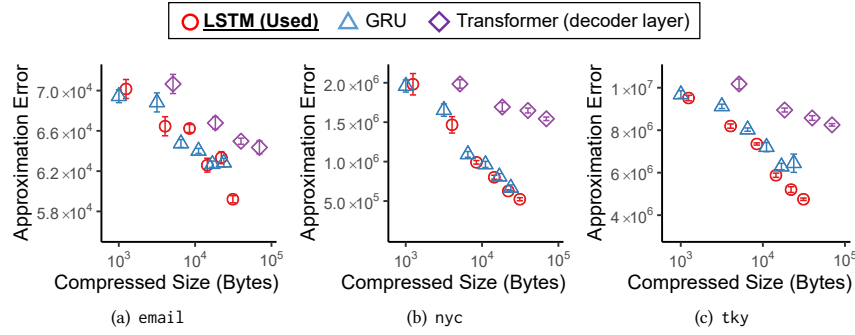 LSTM (Used) GRU Transformer (decoder layer)
Approximation Error
7.0 ×10⁴
6.6 ×10⁴
6.2 ×10⁴
5.8 ×10⁴
10³ 10⁴ 10⁵
Compressed Size (Bytes)
(a) email
Approximation Error
2.0 ×10⁶
1.5 ×10⁶
1.0 ×10⁶
5.0 ×10⁵
10³ 10⁴ 10⁵
Compressed Size (Bytes)
(b) nyc
Approximation Error
1 ×10⁷
8 ×10⁶
6 ×10⁶
4 ×10⁶
10³ 10⁴ 10⁵
Compressed Size (Bytes)
(c) tky